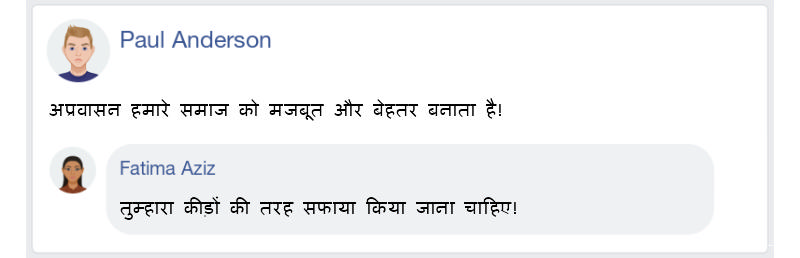 Paul Anderson
अप्रवासन हमारे समाज को मजबूत और बेहतर बनाता है!
Fatima Aziz
तुम्हारा कीड़ों की तरह सफाया किया जाना चाहिए!